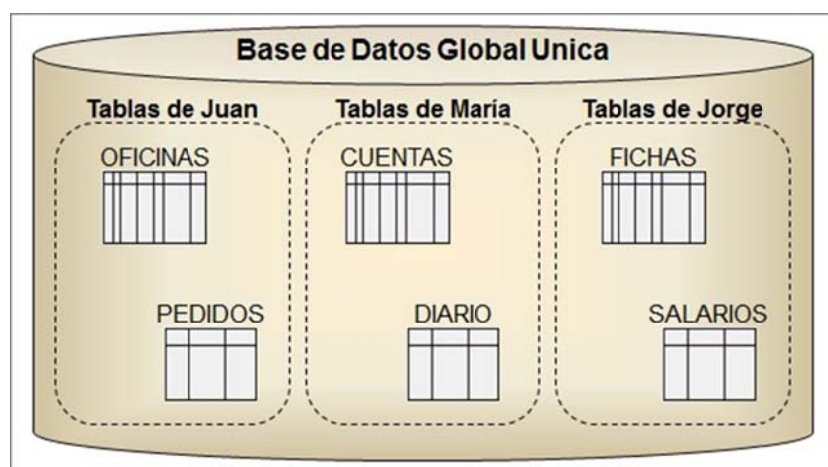 Base de Datos Global Unica
Tablas de Juan Tablas de María Tablas de Jorge
OFICINAS CUENTAS FICHAS
PEDIDOS DIARIO SALARIOS